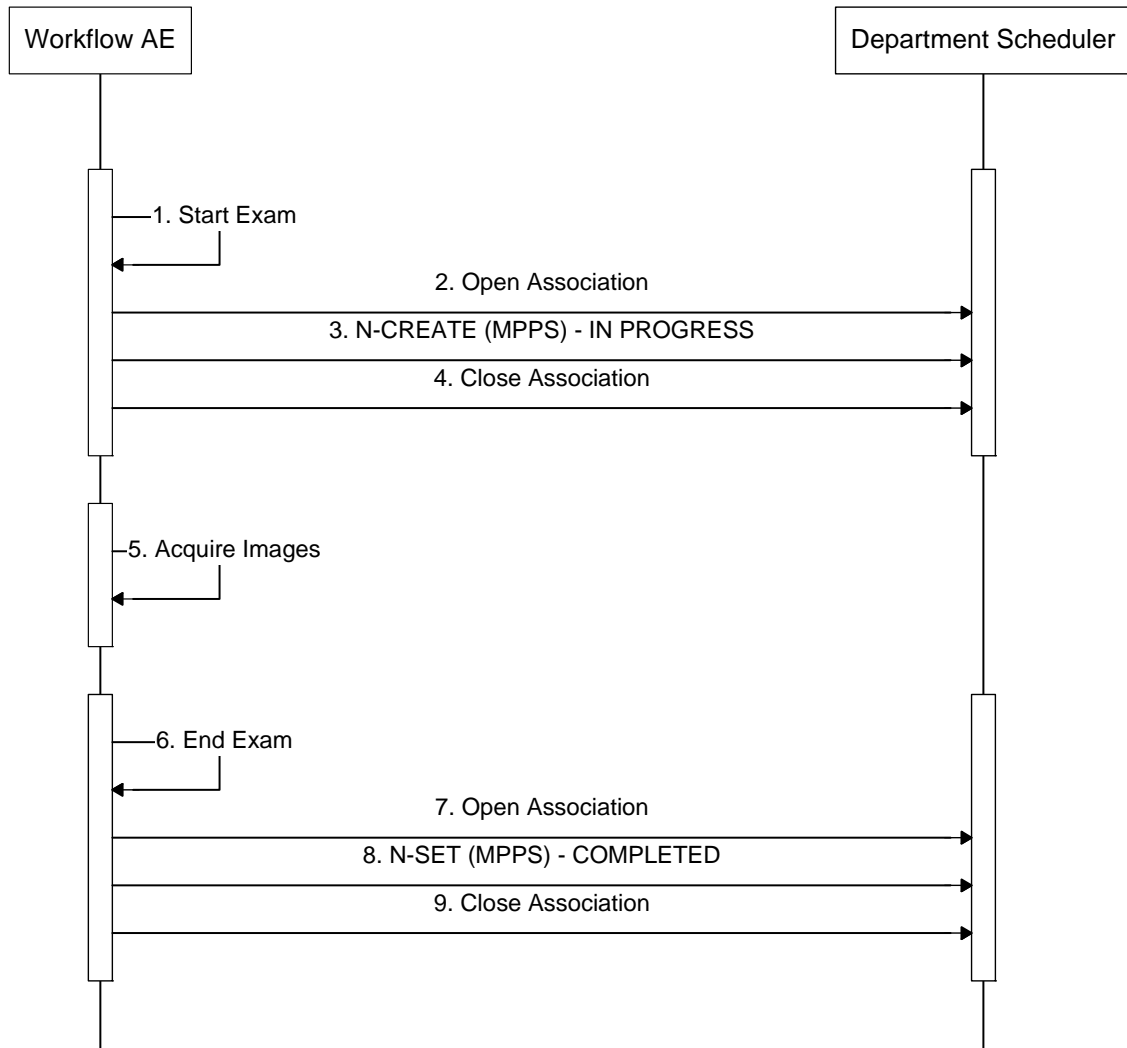 Workflow AE
Department Scheduler
1. Start Exam
2. Open Association
3. N-CREATE (MPPS) - IN PROGRESS
4. Close Association
5. Acquire Images
6. End Exam
7. Open Association
8. N-SET (MPPS) - COMPLETED
9. Close Association